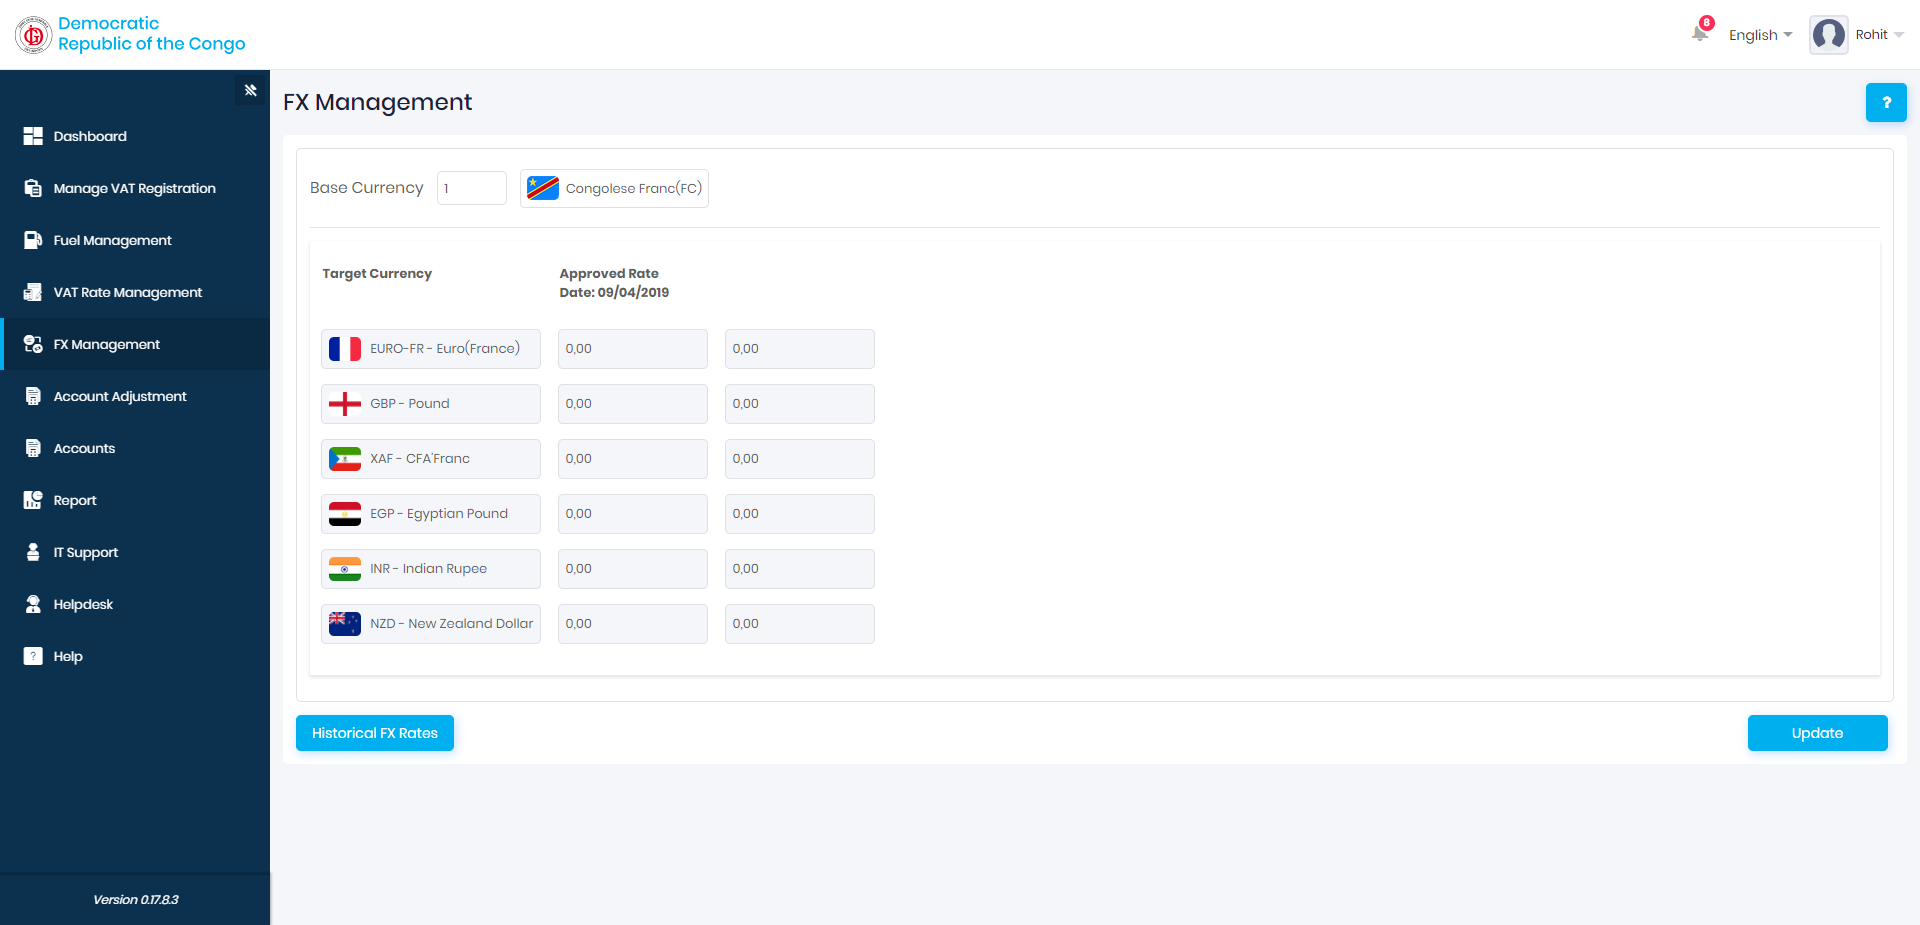 Democratic
Republic of the Congo
8
English
Rohit
Dashboard
Manage VAT Registration
Fuel Management
VAT Rate Management
FX Management
Account Adjustment
Accounts
Report
IT Support
Helpdesk
? Help
Version 0.17.8.3
FX Management
?
Base Currency 1 Congolese Franc(FC)
Target Currency
Approved Rate
Date: 09/04/2019
EURO-FR - Euro(France) 0,00 0,00
GBP - Pound 0,00 0,00
XAF - CFA'Franc 0,00 0,00
EGP - Egyptian Pound 0,00 0,00
INR - Indian Rupee 0,00 0,00
NZD - New Zealand Dollar 0,00 0,00
Historical FX Rates
Update